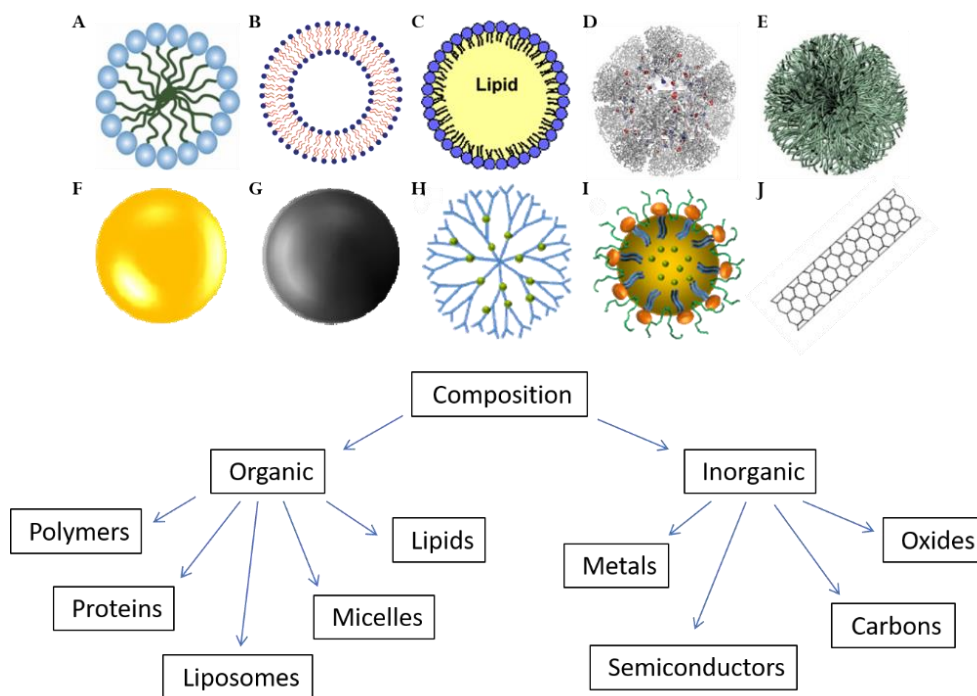 A B C D E
Lipid
F G H I J
Composition
Organic Inorganic
Polymers Lipids Metals Oxides
Proteins Micelles Carbons
Liposomes Semiconductors